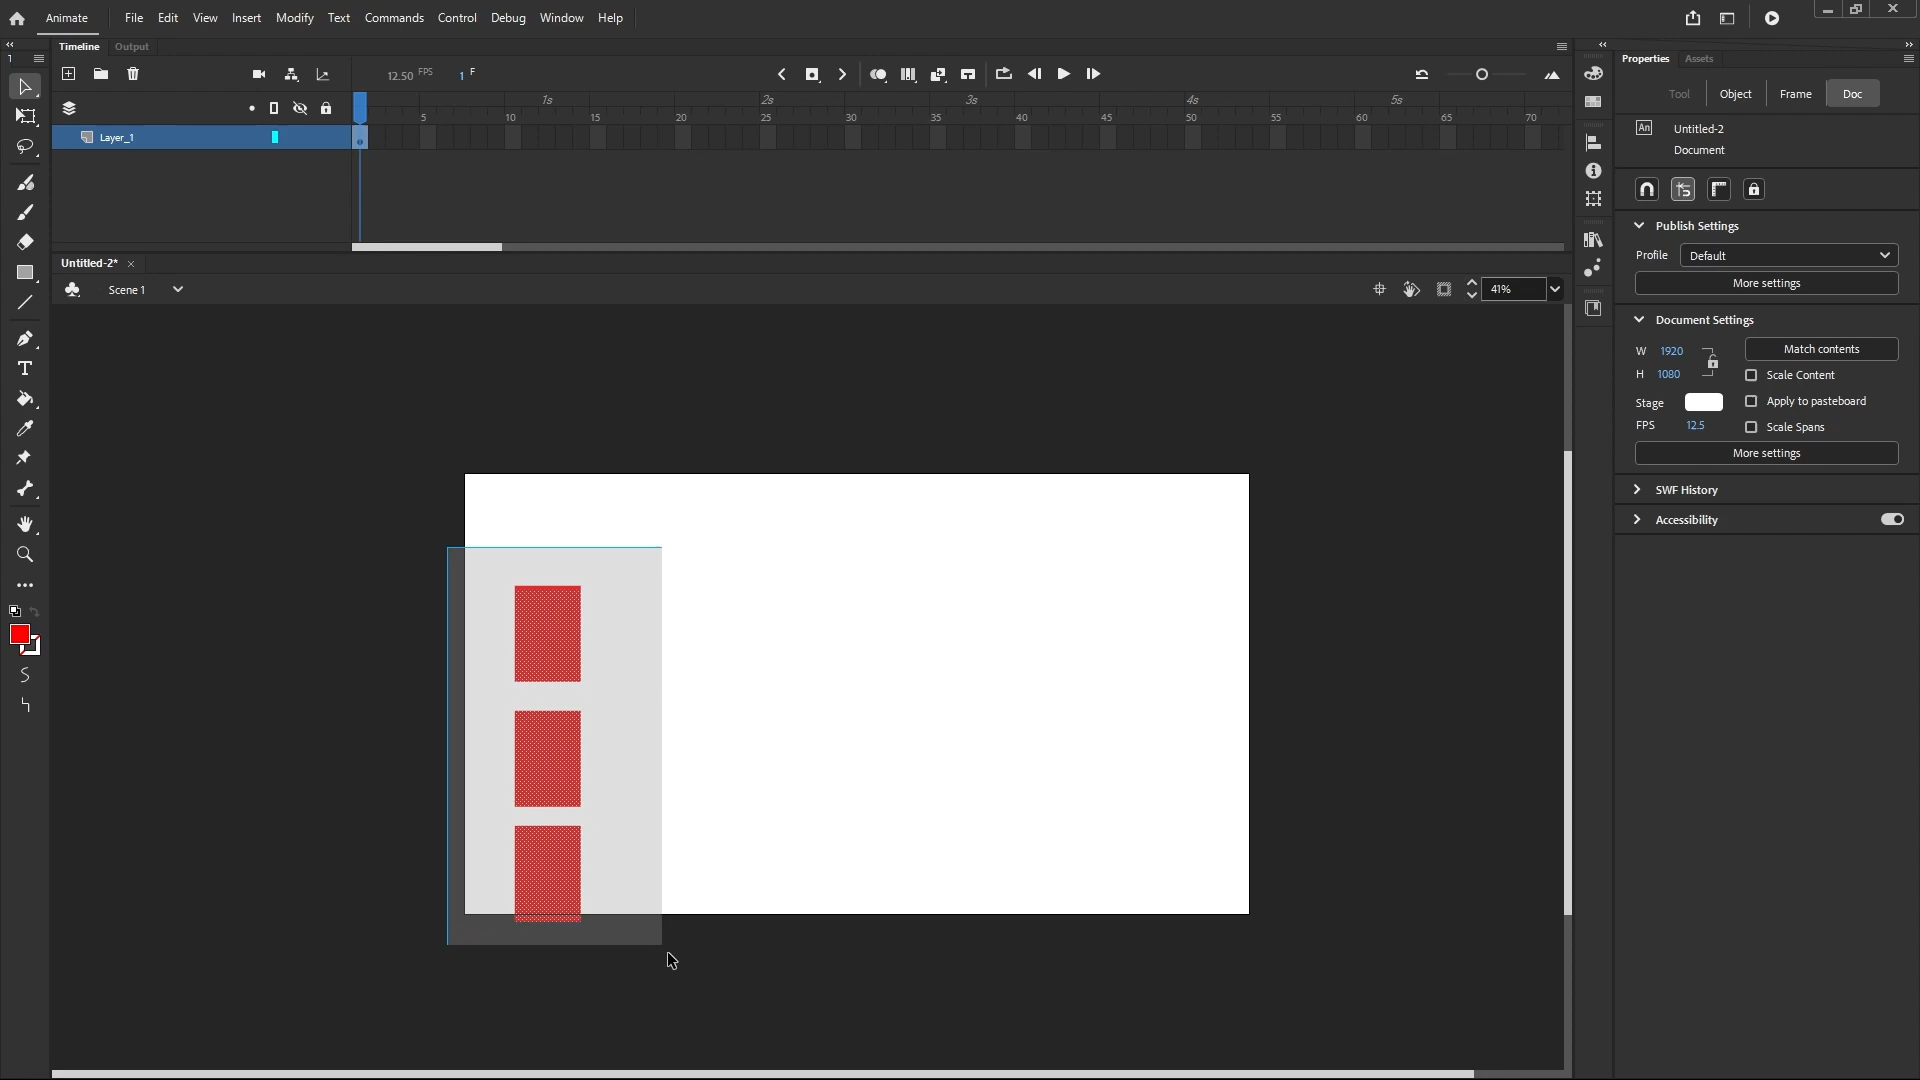 Animate File Edit View Insert Modify Text Commands Control Debug Window Help
Timeline Output
12.50 FPS 1 F
1s 2s 3s 4s 5s
5 10 15 20 25 30 35 40 45 50 55 60 65 70
Layer_1
Untitled-2*
Scene 1
41%
Properties Assets
Tool Object Frame Doc
An Untitled-2
Document
Publish Settings
Profile Default
More settings
Document Settings
W 1920 Match contents
H 1080 Scale Content
Stage Apply to pasteboard
FPS 12.5 Scale Spans
More settings
SWF History
Accessibility